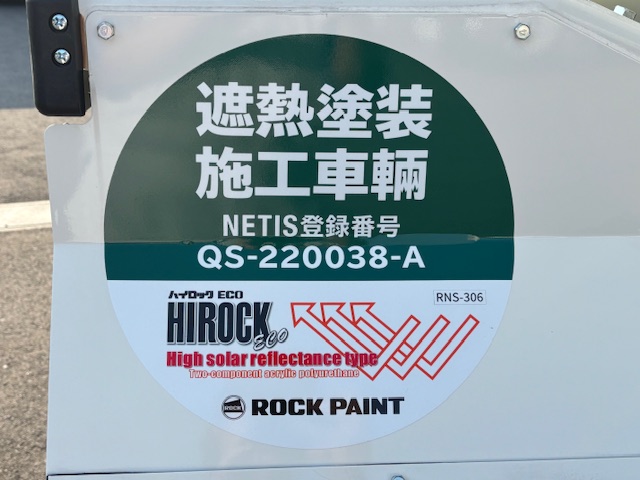 遮熱塗装
施工車輌
NETIS登録番号
QS-220038-A
ハイロック ECO
RNS-306
HIROCK
ECO
High solar reflectance type
Two-component acrylic polyurethane
ROCK
ROCK PAINT